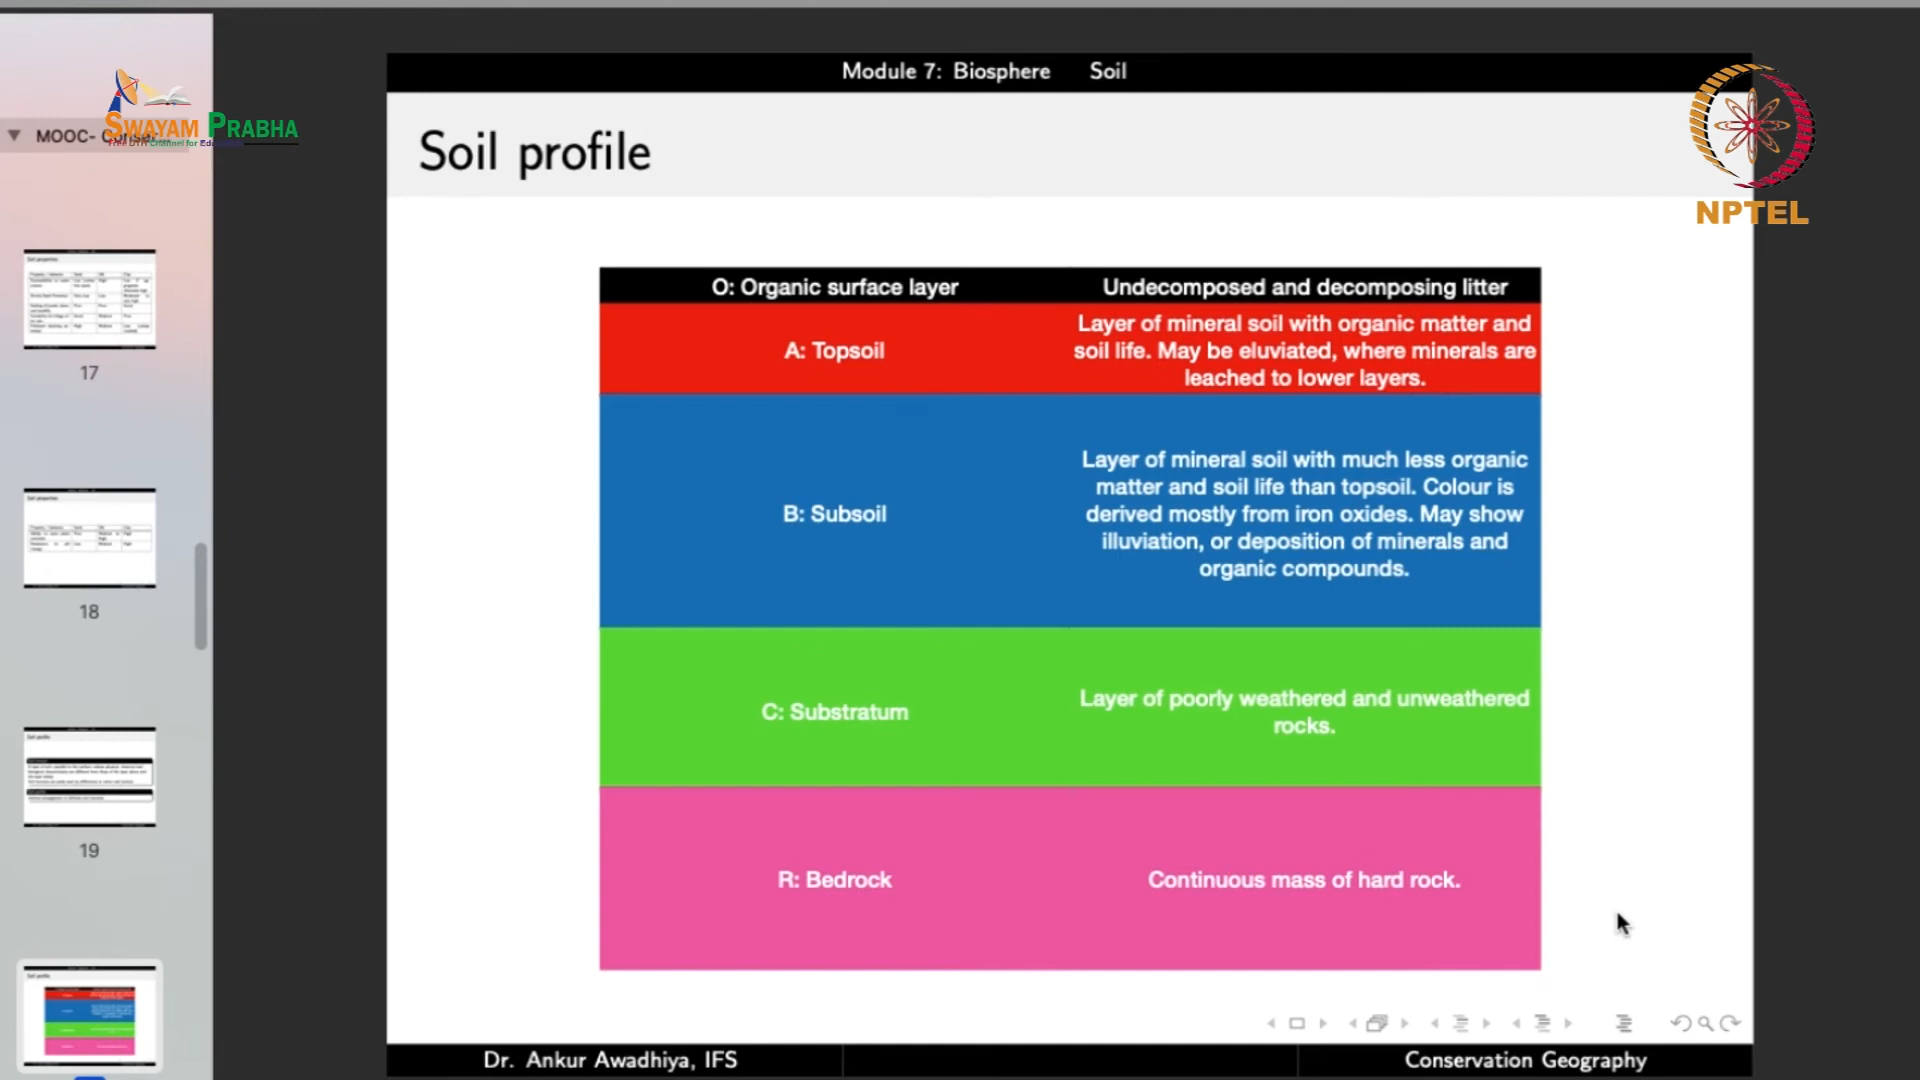 Module 7: Biosphere Soil
SWAYAM PRABHA
MOOC- Conser
Soil profile
NPTEL
O: Organic surface layer
Undecomposed and decomposing litter
A: Topsoil
Layer of mineral soil with organic matter and
soil life. May be eluviated, where minerals are
leached to lower layers.
B: Subsoil
Layer of mineral soil with much less organic
matter and soil life than topsoil. Colour is
derived mostly from iron oxides. May show
illuviation, or deposition of minerals and
organic compounds.
C: Substratum
Layer of poorly weathered and unweathered
rocks.
R: Bedrock
Continuous mass of hard rock.
17
18
19
Dr. Ankur Awadhiya, IFS
Conservation Geography